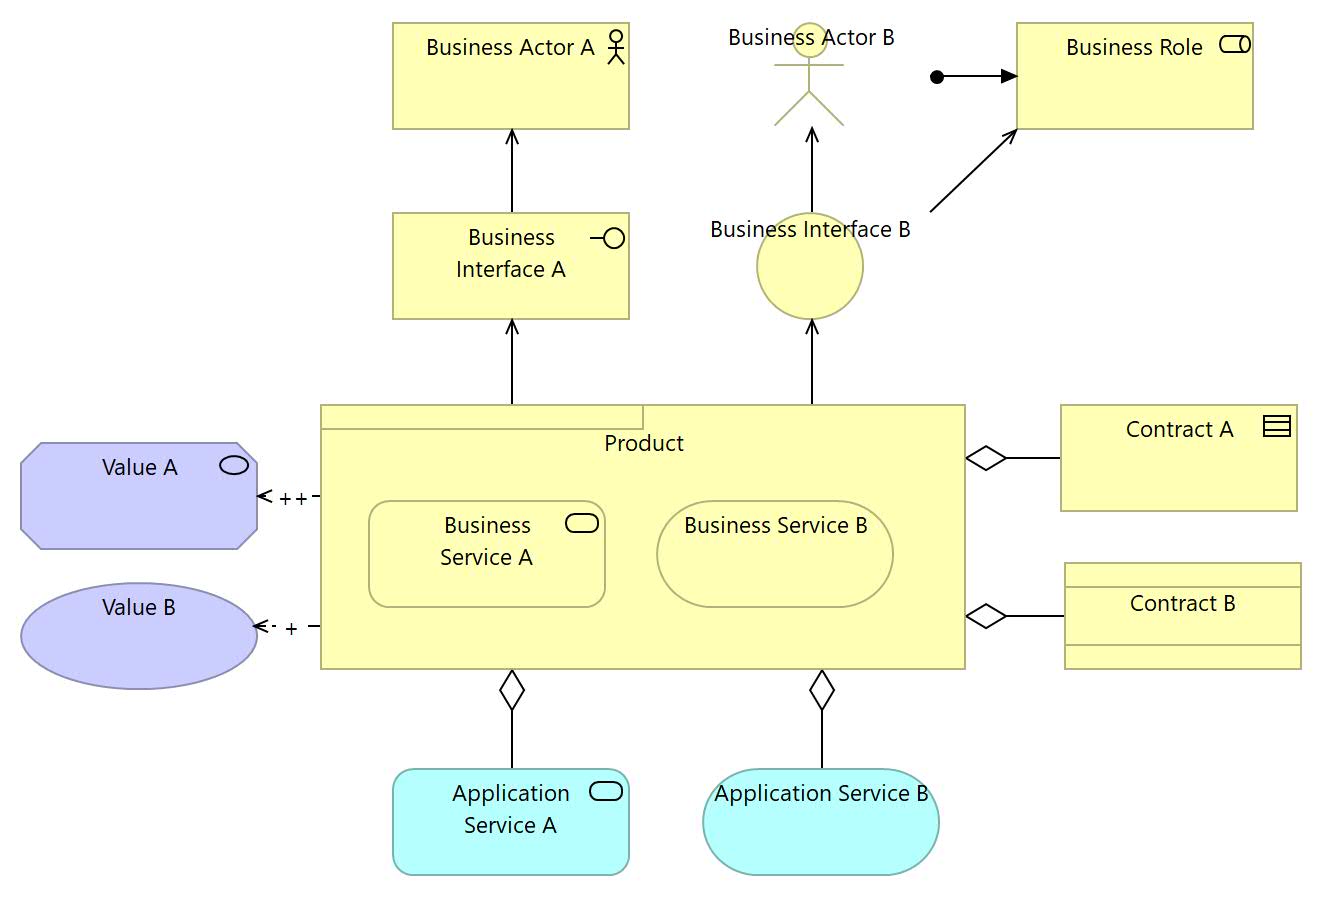 Business Actor A
Business Actor B
Business Role
Business
Interface A
Business Interface B
Product
Contract A
Value A
++
Business
Service A
Business Service B
Value B
+
Contract B
Application
Service A
Application Service B